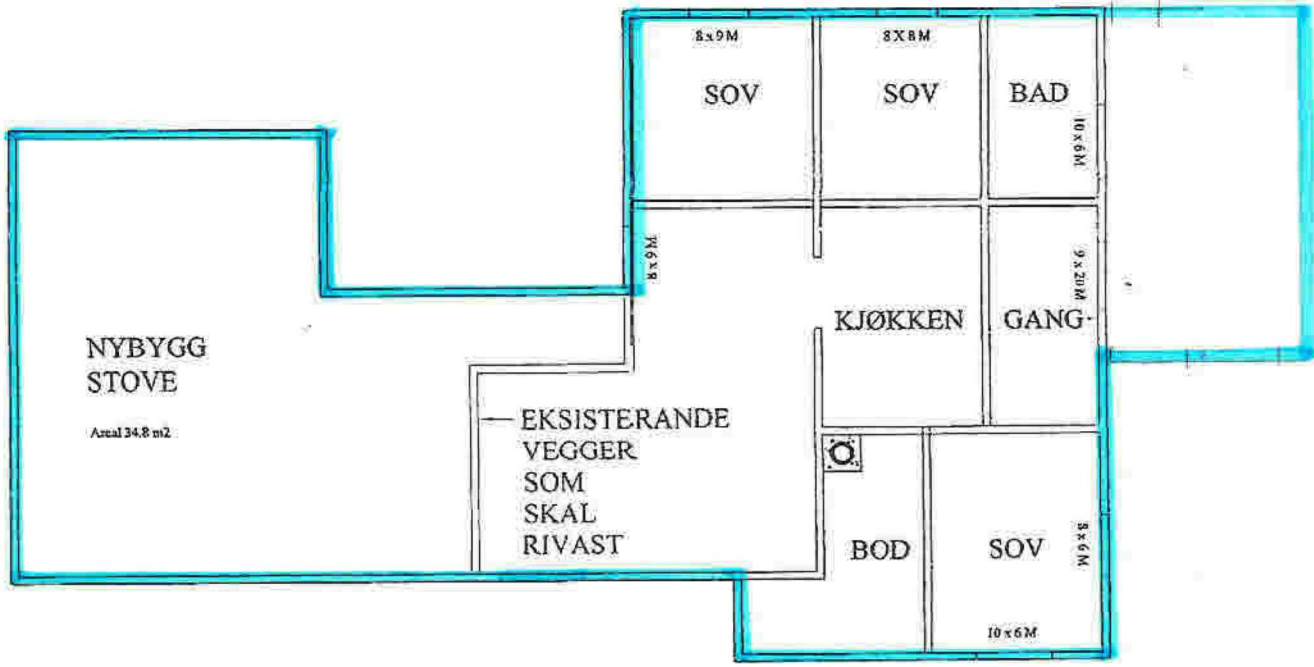 8x9M
8X8M
SOV
SOV
BAD
10x6M
8x9M
9x20M
KJØKKEN
GANG
NYBYGG
STOVE
Areal 34,8 m2
EKSISTERANDE
VEGGER
SOM
SKAL
RIVAST
BOD
SOV
8x6M
10x6M